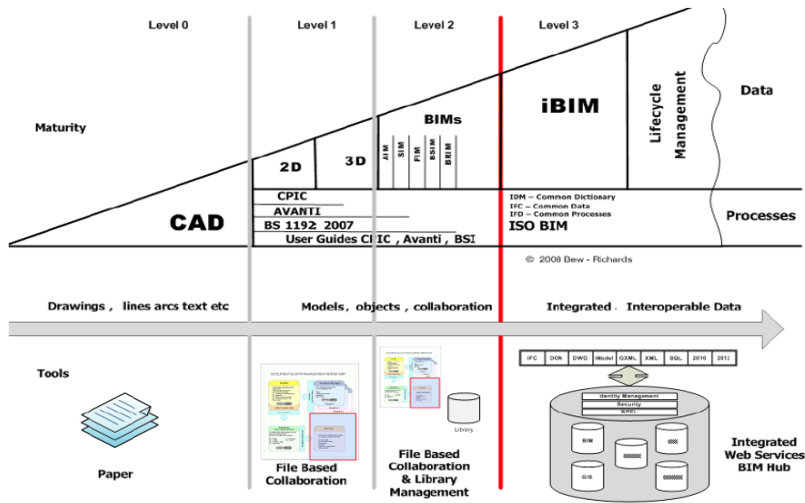 Level 0
Level 1
Level 2
Level 3
Maturity
CAD
2D
3D
BIMs
AIM
SIM
FIM
BSIM
BRIM
iBIM
Lifecycle
Management
Data
CPIC
AVANTI
BS 1192 2007
User Guides CPIC , Avanti , BSI
IDM – Common Dictionary
IFC – Common Data
IFD – Common Processes
ISO BIM
Processes
© 2008 Bew - Richards
Drawings , lines arcs text etc
Models, objects , collaboration
Integrated , Interoperable Data
Tools
Paper
File Based
Collaboration
Library
File Based
Collaboration
& Library
Management
IFC
DGN
DWG
iModel
GXML
XML
SQL
2010
2012
Identity Management
Security
BPEL
BIM
GIS
Integrated
Web Services
BIM Hub